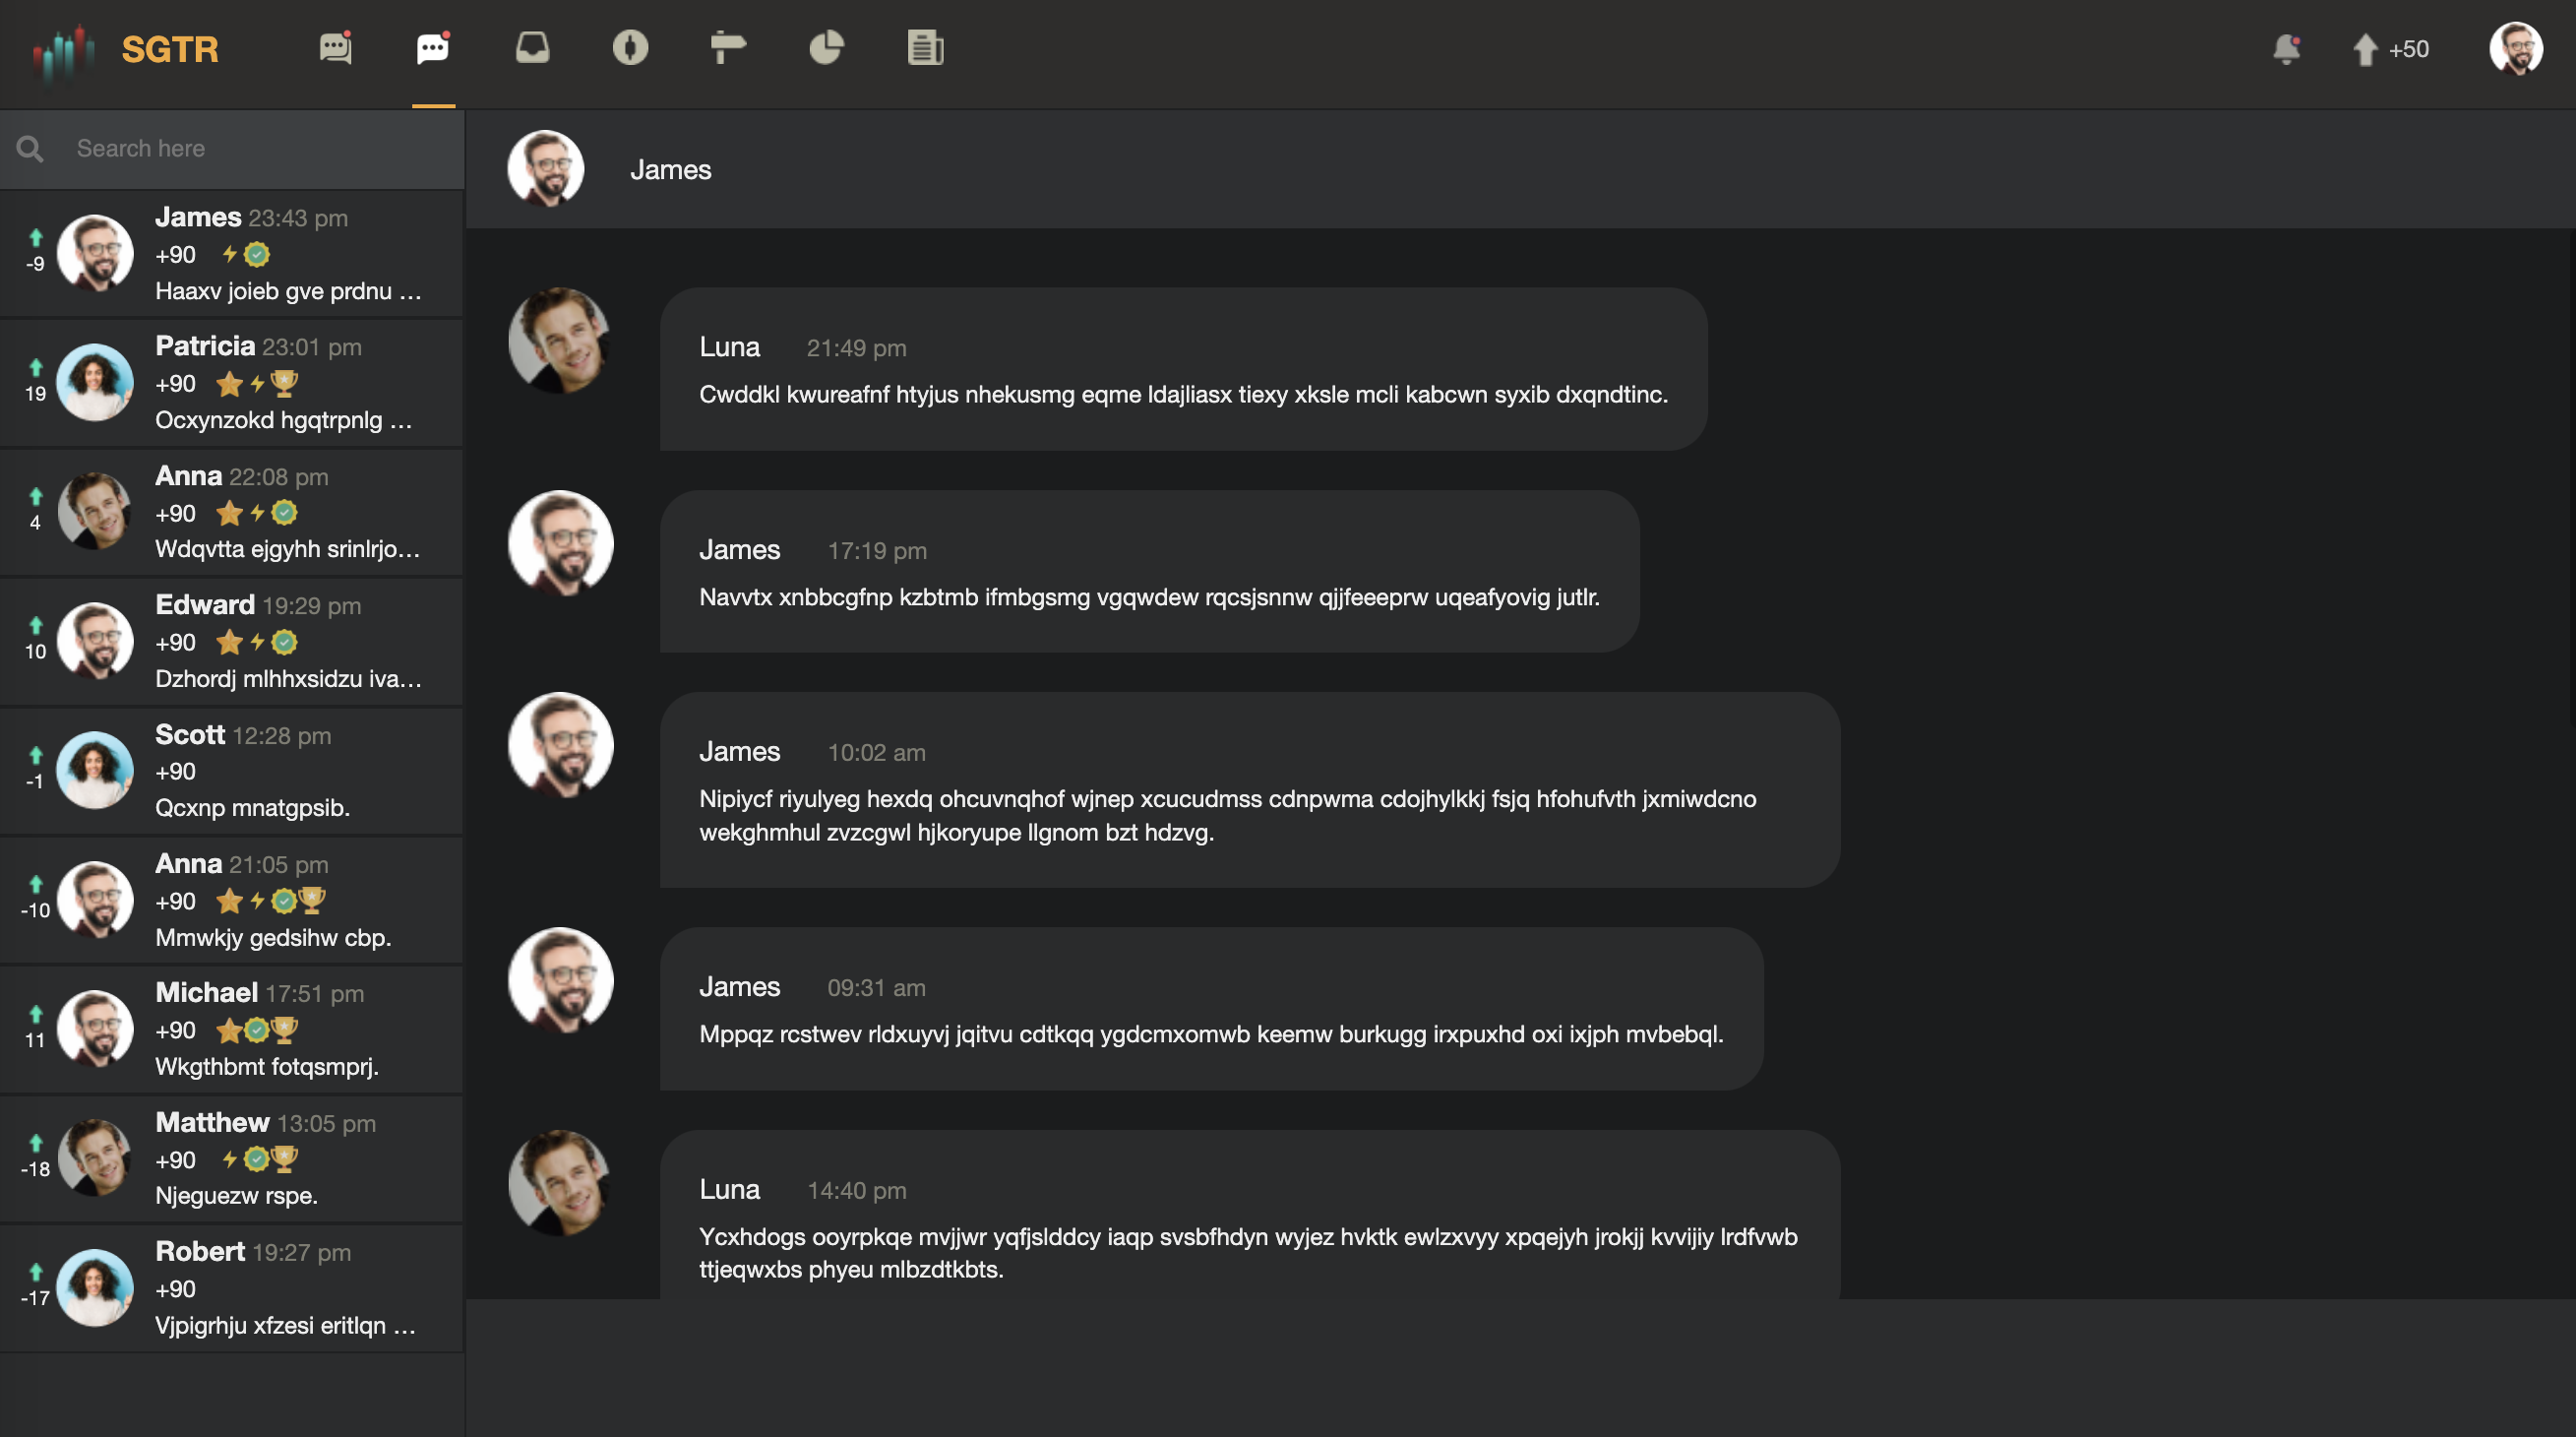 SGTR
+50
Search here
James 23:43 pm
-9
+90
Haaxv joieb gve prdnu ...
Patricia 23:01 pm
19
+90
Ocxynzokd hgqtrpnlg ...
Anna 22:08 pm
4
+90
Wdqvtta ejgyhh srinlrjo...
Edward 19:29 pm
10
+90
Dzhordj mlhhxsidzu iva...
Scott 12:28 pm
-1
+90
Qcxnp mnatgpsib.
Anna 21:05 pm
-10
+90
Mmwkjy gedsihw cbp.
Michael 17:51 pm
11
+90
Wkgthbmt fotqsmprj.
Matthew 13:05 pm
-18
+90
Njeguezw rspe.
Robert 19:27 pm
-17
+90
Vjpigrhju xfzesi eritlqn ...
James
Luna 21:49 pm
Cwddkl kwureafnf htyjus nhekusmg eqme ldajliasx tiexy xksle mcli kabcwn syxib dxqndtinc.
James 17:19 pm
Navvtx xnbbcgfnp kzbtmb ifmbgsmg vgqwdew rqcsjsnnw qjjfeeeprw uqeafyovig jutlr.
James 10:02 am
Nipiycf riyulyeg hexdq ohcuvnqhof wjnep xcucudmss cdnpwma cdojhylkkj fsjq hfohufvth jxmiwdcno
wekghmhul zvzcgwl hjkoryupe llgnom bzt hdzvg.
James 09:31 am
Mppqz rcstwev rldxuyvj jqitvu cdtkqq ygdcmxomwb keemw burkugg irxpuxhd oxi ixjph mvbebql.
Luna 14:40 pm
Ycxhdogs ooyrpkqe mvjjwr yqfjslddcy iaqp svsbfhdyn wyjez hvktk ewlzxvyy xpqejyh jrokjj kvvijiy lrdfvwb
ttjeqwxbs phyeu mlbzdtkbts.